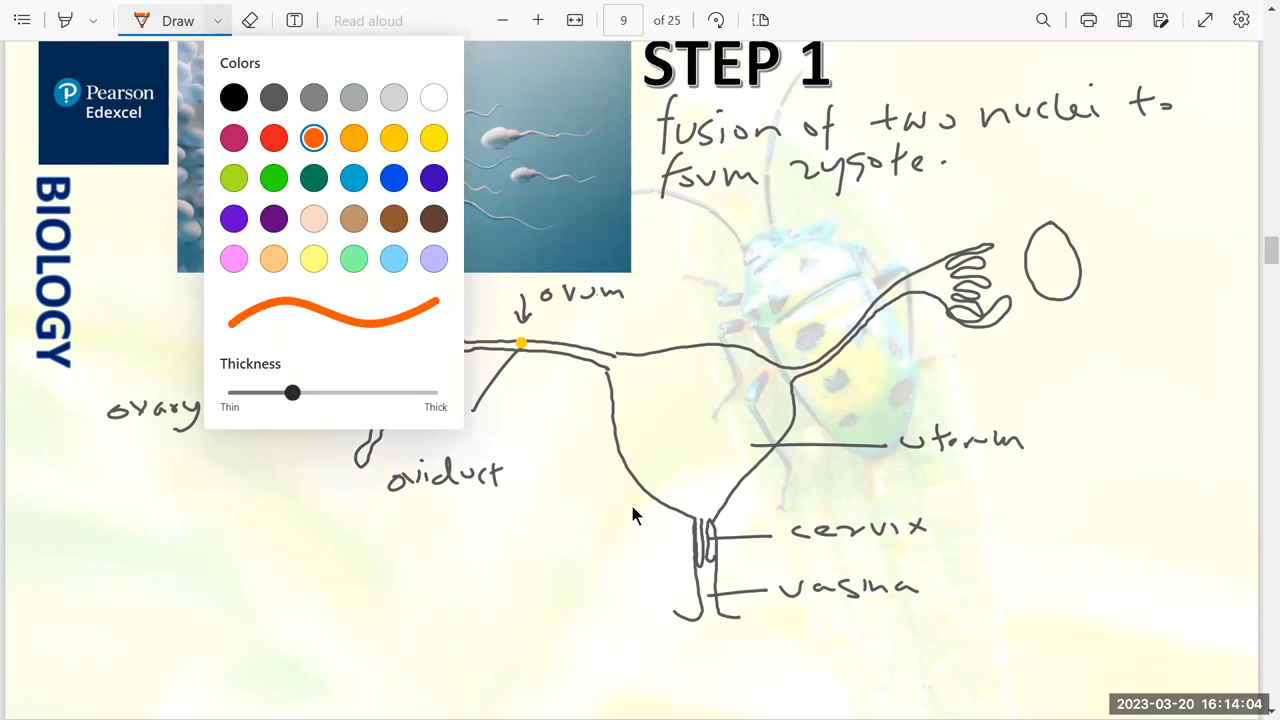 Draw
Read aloud
9
of 25
Colors
Thickness
Thin
Thick
Pearson
Edexcel
BIOLOGY
STEP 1
fusion of two nuclei to
form zygote.
ovum
ovary
oviduct
uterum
cervix
vagina
2023-03-20 16:14:04